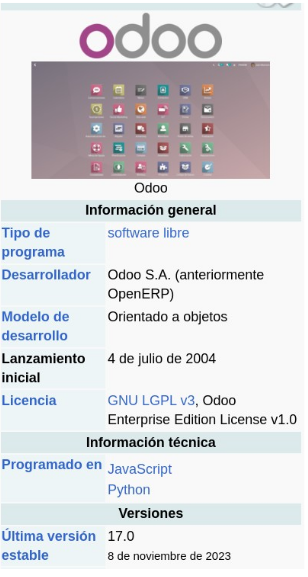 odoo
Odoo
Información general
Tipo de programa
software libre
Desarrollador
Odoo S.A. (anteriormente
OpenERP)
Modelo de desarrollo
Orientado a objetos
Lanzamiento inicial
4 de julio de 2004
Licencia
GNU LGPL v3, Odoo
Enterprise Edition License v1.0
Información técnica
Programado en
JavaScript
Python
Versiones
Última versión estable
17.0
8 de noviembre de 2023